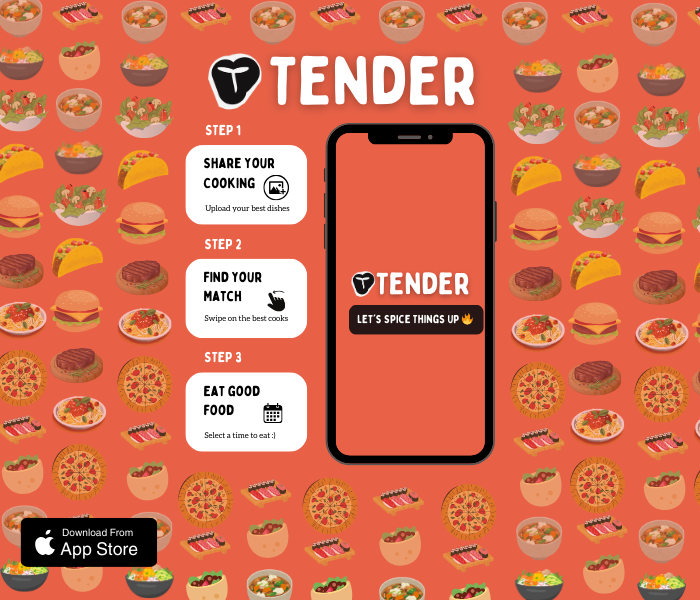 TENDER
STEP 1
SHARE YOUR
COOKING
Upload your best dishes
STEP 2
FIND YOUR
MATCH
Swipe on the best cooks
STEP 3
EAT GOOD
FOOD
Select a time to eat :)
TENDER
LET'S SPICE THINGS UP 🔥
Download From
App Store